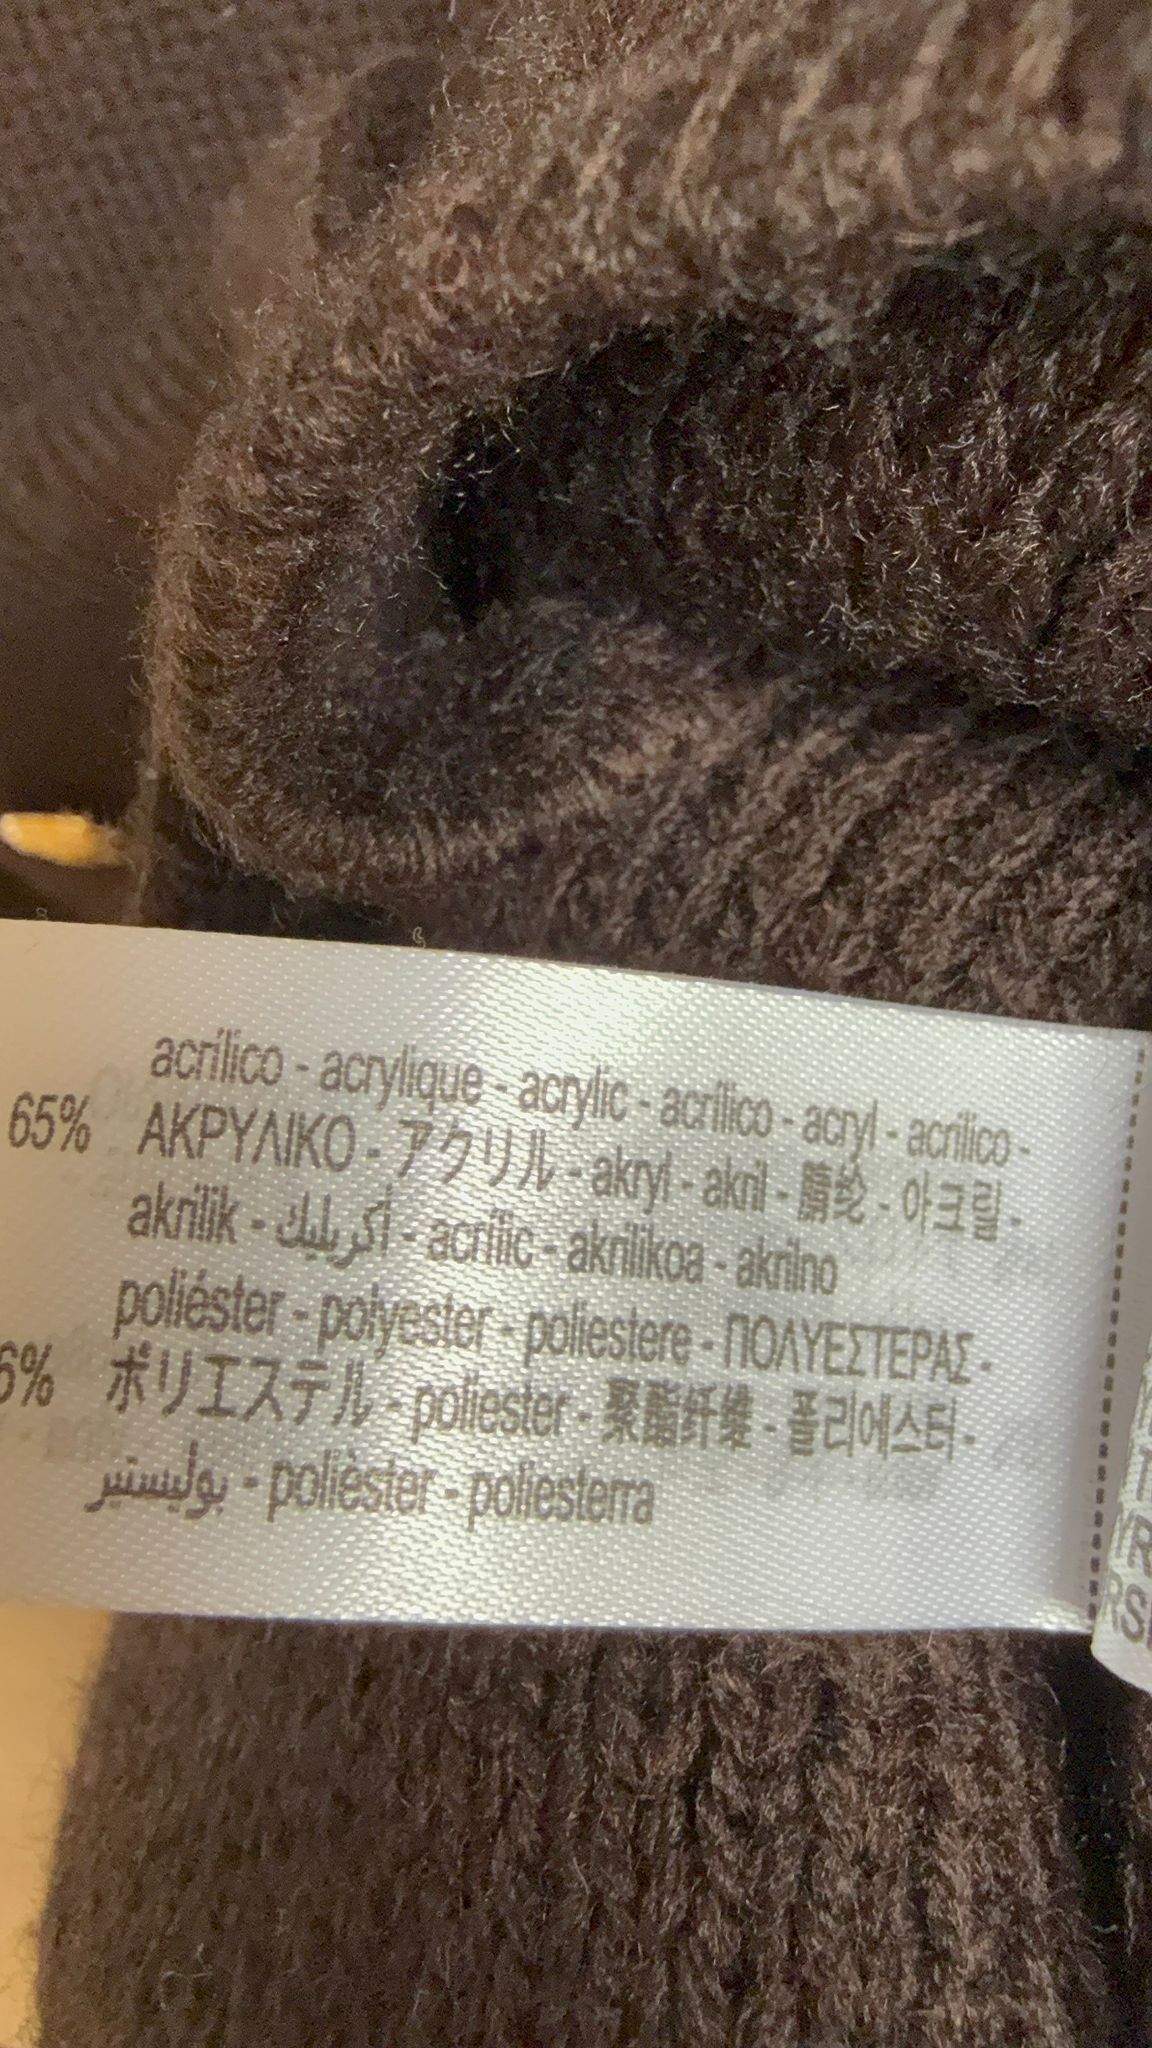 acrílico - acrylique - acrylic - acrílico - acryl - acrilico -
65% ΑΚΡΥΛΙΚΟ - アクリル - akryl - akril - 腈纶 - 아크릴 -
akrilik - أكريليك - acrílic - akrilikoa - akrilno
poliéster - polyester - poliestere - ΠΟΛΥΕΣΤΕΡΑΣ -
6% ポリエステル - poliester - 聚酯纤维 - 폴리에스터 -
بوليستير - polièster - poliesterra